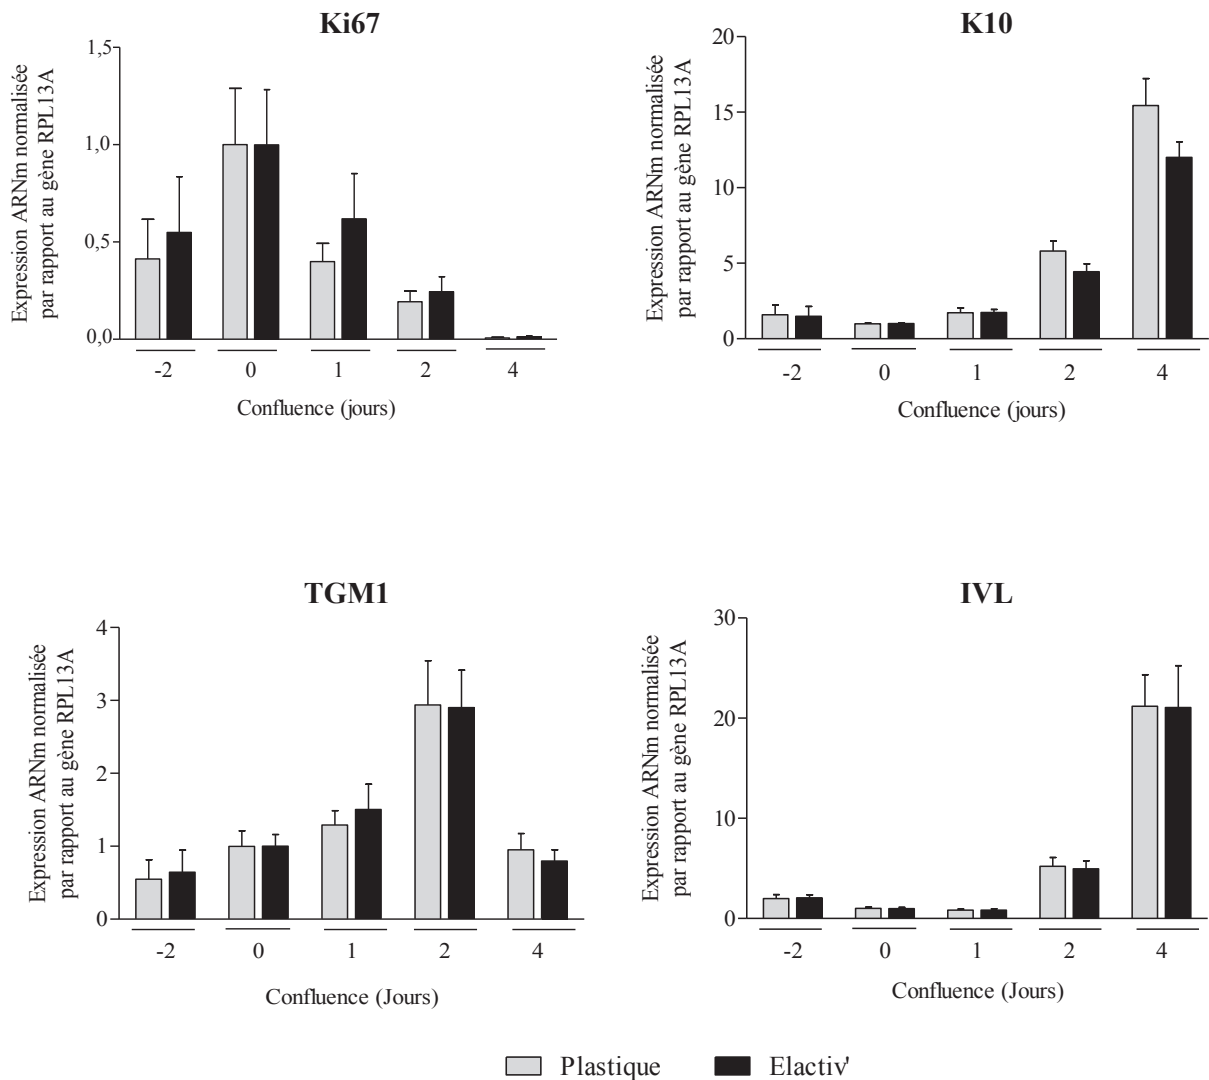 Ki67
Expression ARNm normalisée
par rapport au gène RPL13A
1,5
1,0
0,5
0,0
-2 0 1 2 4
Confluence (jours)
K10
Expression ARNm normalisée
par rapport au gène RPL13A
20
15
10
5
0
-2 0 1 2 4
Confluence (jours)
TGM1
Expression ARNm normalisée
par rapport au gène RPL13A
4
3
2
1
0
-2 0 1 2 4
Confluence (Jours)
IVL
Expression ARNm normalisée
par rapport au gène RPL13A
30
20
10
0
-2 0 1 2 4
Confluence (Jours)
Plastique Elactiv'